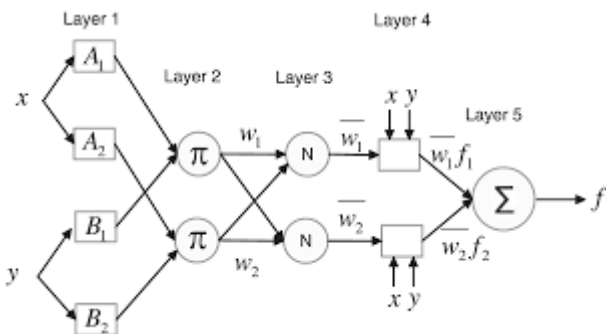 Layer 1
Layer 2
Layer 3
Layer 4
Layer 5
x
y
A₁
A₂
B₁
B₂
π
π
w₁
w₂
N
N
w̅₁
w̅₂
x y
x y
w̅₁f₁
w̅₂f₂
Σ
f